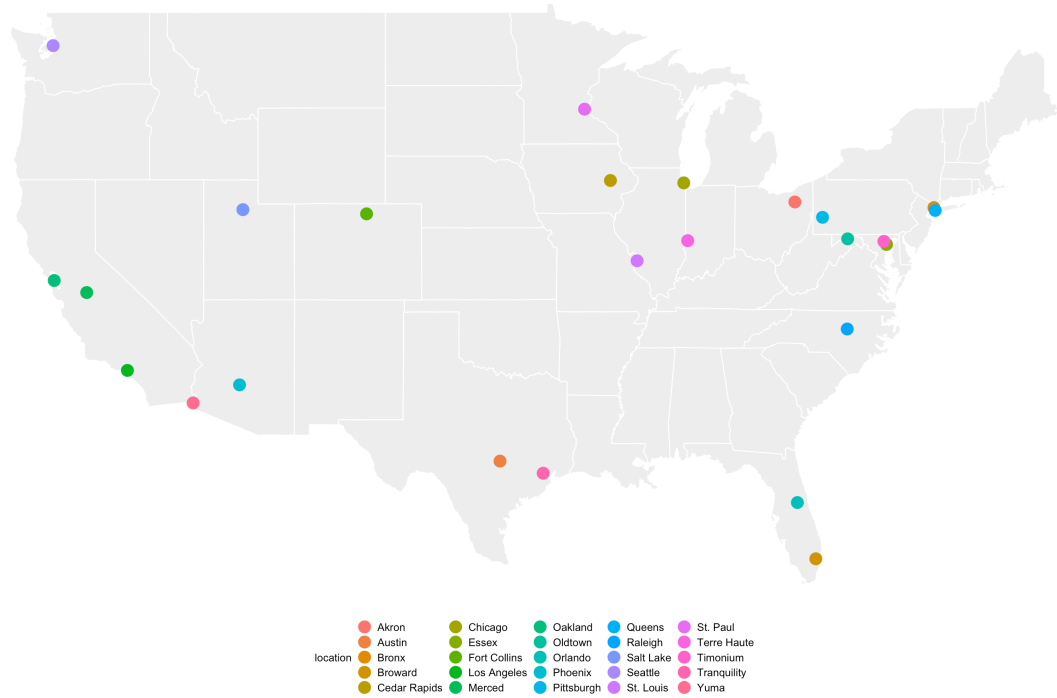 Akron Chicago Oakland Queens St. Paul
Austin Essex Oldtown Raleigh Terre Haute
location Bronx Fort Collins Orlando Salt Lake Timonium
Broward Los Angeles Phoenix Seattle Tranquility
Cedar Rapids Merced Pittsburgh St. Louis Yuma